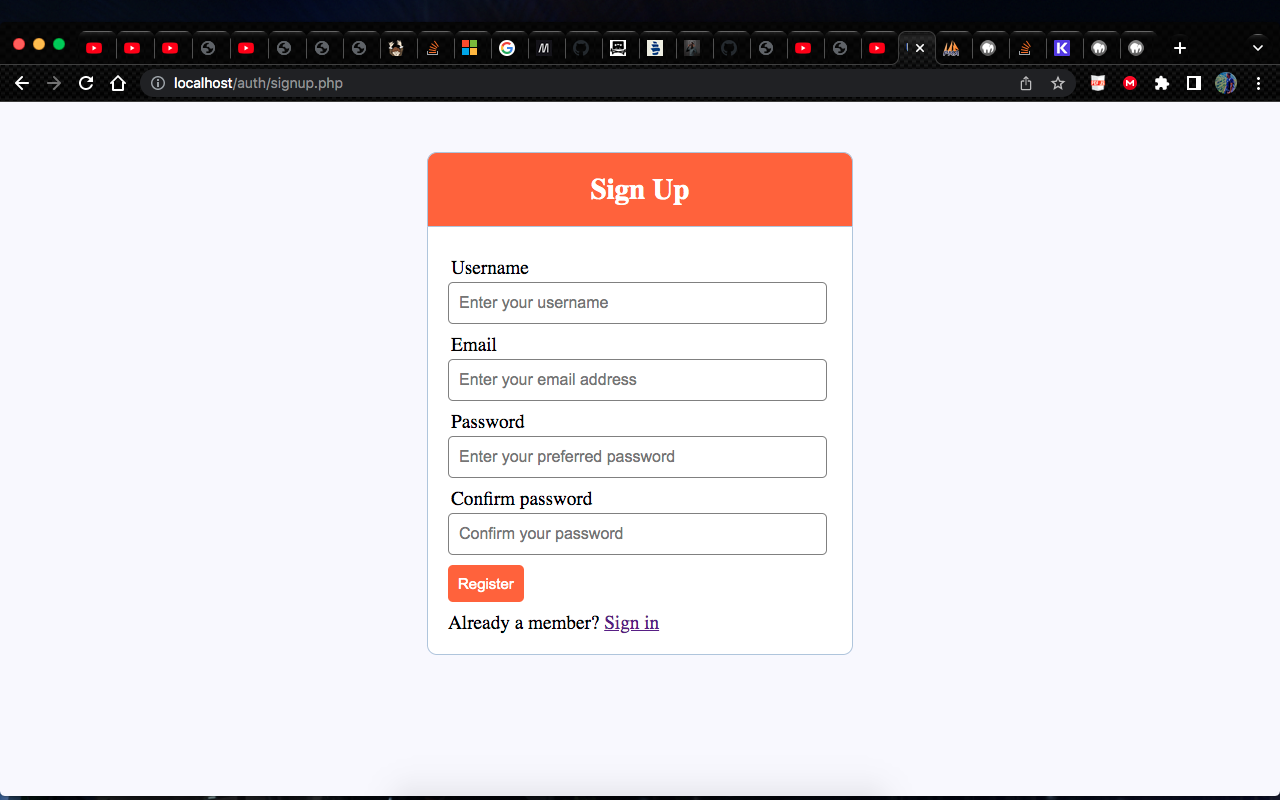 localhost/auth/signup.php
Sign Up
Username
Enter your username
Email
Enter your email address
Password
Enter your preferred password
Confirm password
Confirm your password
Register
Already a member? Sign in